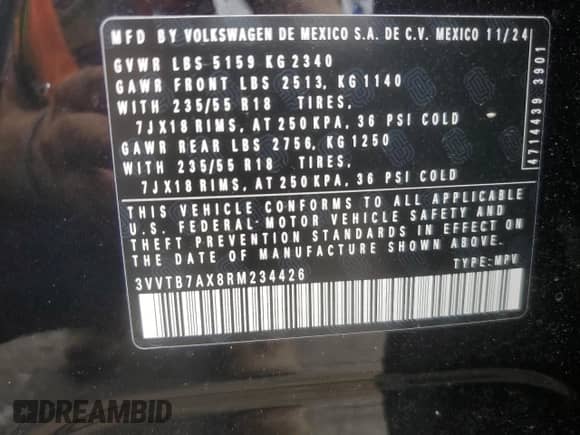 MFD BY VOLKSWAGEN DE MEXICO S.A. DE C.V. MEXICO 11/24
GVWR LBS 5159 KG 2340
GAWR FRONT LBS 2513, KG 1140
WITH 235/55 R18 TIRES,
7JX18 RIMS, AT 250 KPA, 36 PSI COLD
GAWR REAR LBS 2756, KG 1250
WITH 235/55 R18 TIRES,
7JX18 RIMS, AT 250 KPA, 36 PSI COLD
THIS VEHICLE CONFORMS TO ALL APPLICABLE
U.S. FEDERAL-MOTOR VEHICLE SAFETY AND
THEFT PREVENTION STANDARDS IN EFFECT ON
THE DATE OF MANUFACTURE SHOWN ABOVE.
3VVTB7AX8RM234426 TYPE:MPV
4714439 3901
DREAMBID